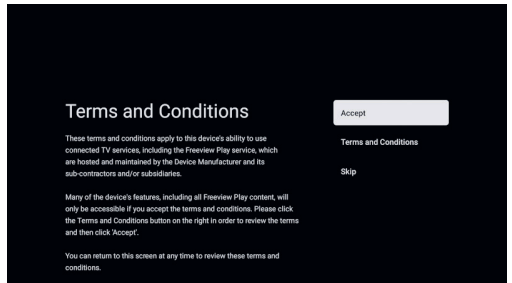 Terms and Conditions
These terms and conditions apply to this device's ability to use
connected TV services, including the Freeview Play service, which
are hosted and maintained by the Device Manufacturer and its
sub-contractors and/or subsidiaries.
Many of the device's features, including all Freeview Play content, will
only be accessible if you accept the terms and conditions. Please click
the Terms and Conditions button on the right in order to review the terms
and then click 'Accept'.
You can return to this screen at any time to review these terms and
conditions.
Accept
Terms and Conditions
Skip